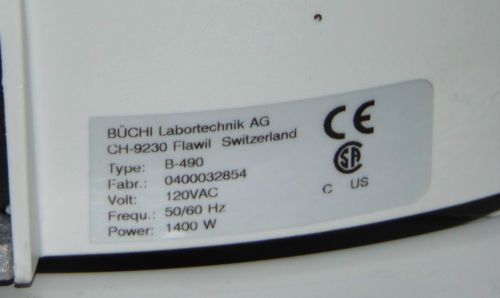 BÜCHI Labortechnik AG
CH-9230 Flawil Switzerland
Type: B-490
Fabr.: 0400032854
Volt: 120VAC
Frequ.: 50/60 Hz
Power: 1400 W
CE
SA
C US